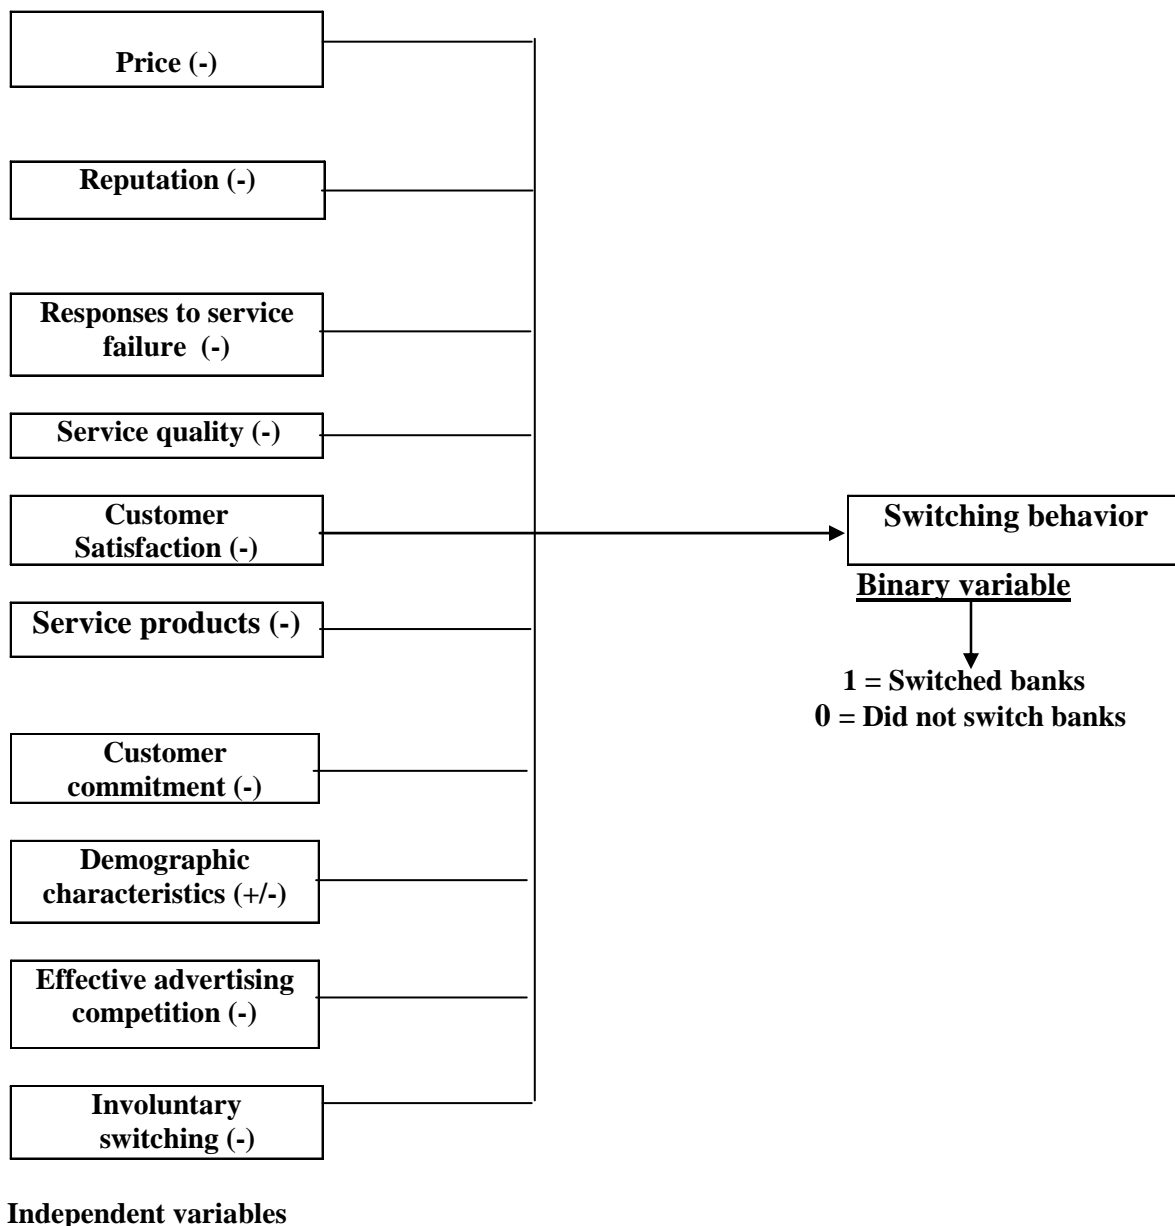 Price (-)
Reputation (-)
Responses to service
failure (-)
Service quality (-)
Customer
Satisfaction (-)
Service products (-)
Customer
commitment (-)
Demographic
characteristics (+/-)
Effective advertising
competition (-)
Involuntary
switching (-)
Independent variables
Switching behavior
Binary variable
1 = Switched banks
0 = Did not switch banks